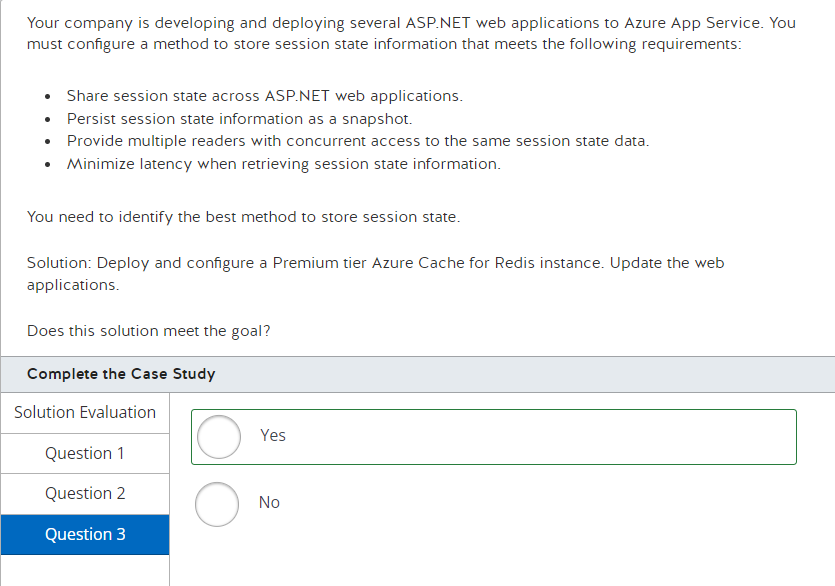 Your company is developing and deploying several ASP.NET web applications to Azure App Service. You
must configure a method to store session state information that meets the following requirements:
• Share session state across ASP.NET web applications.
• Persist session state information as a snapshot.
• Provide multiple readers with concurrent access to the same session state data.
• Minimize latency when retrieving session state information.
You need to identify the best method to store session state.
Solution: Deploy and configure a Premium tier Azure Cache for Redis instance. Update the web
applications.
Does this solution meet the goal?
Complete the Case Study
Solution Evaluation
Question 1
Question 2
Question 3
Yes
No